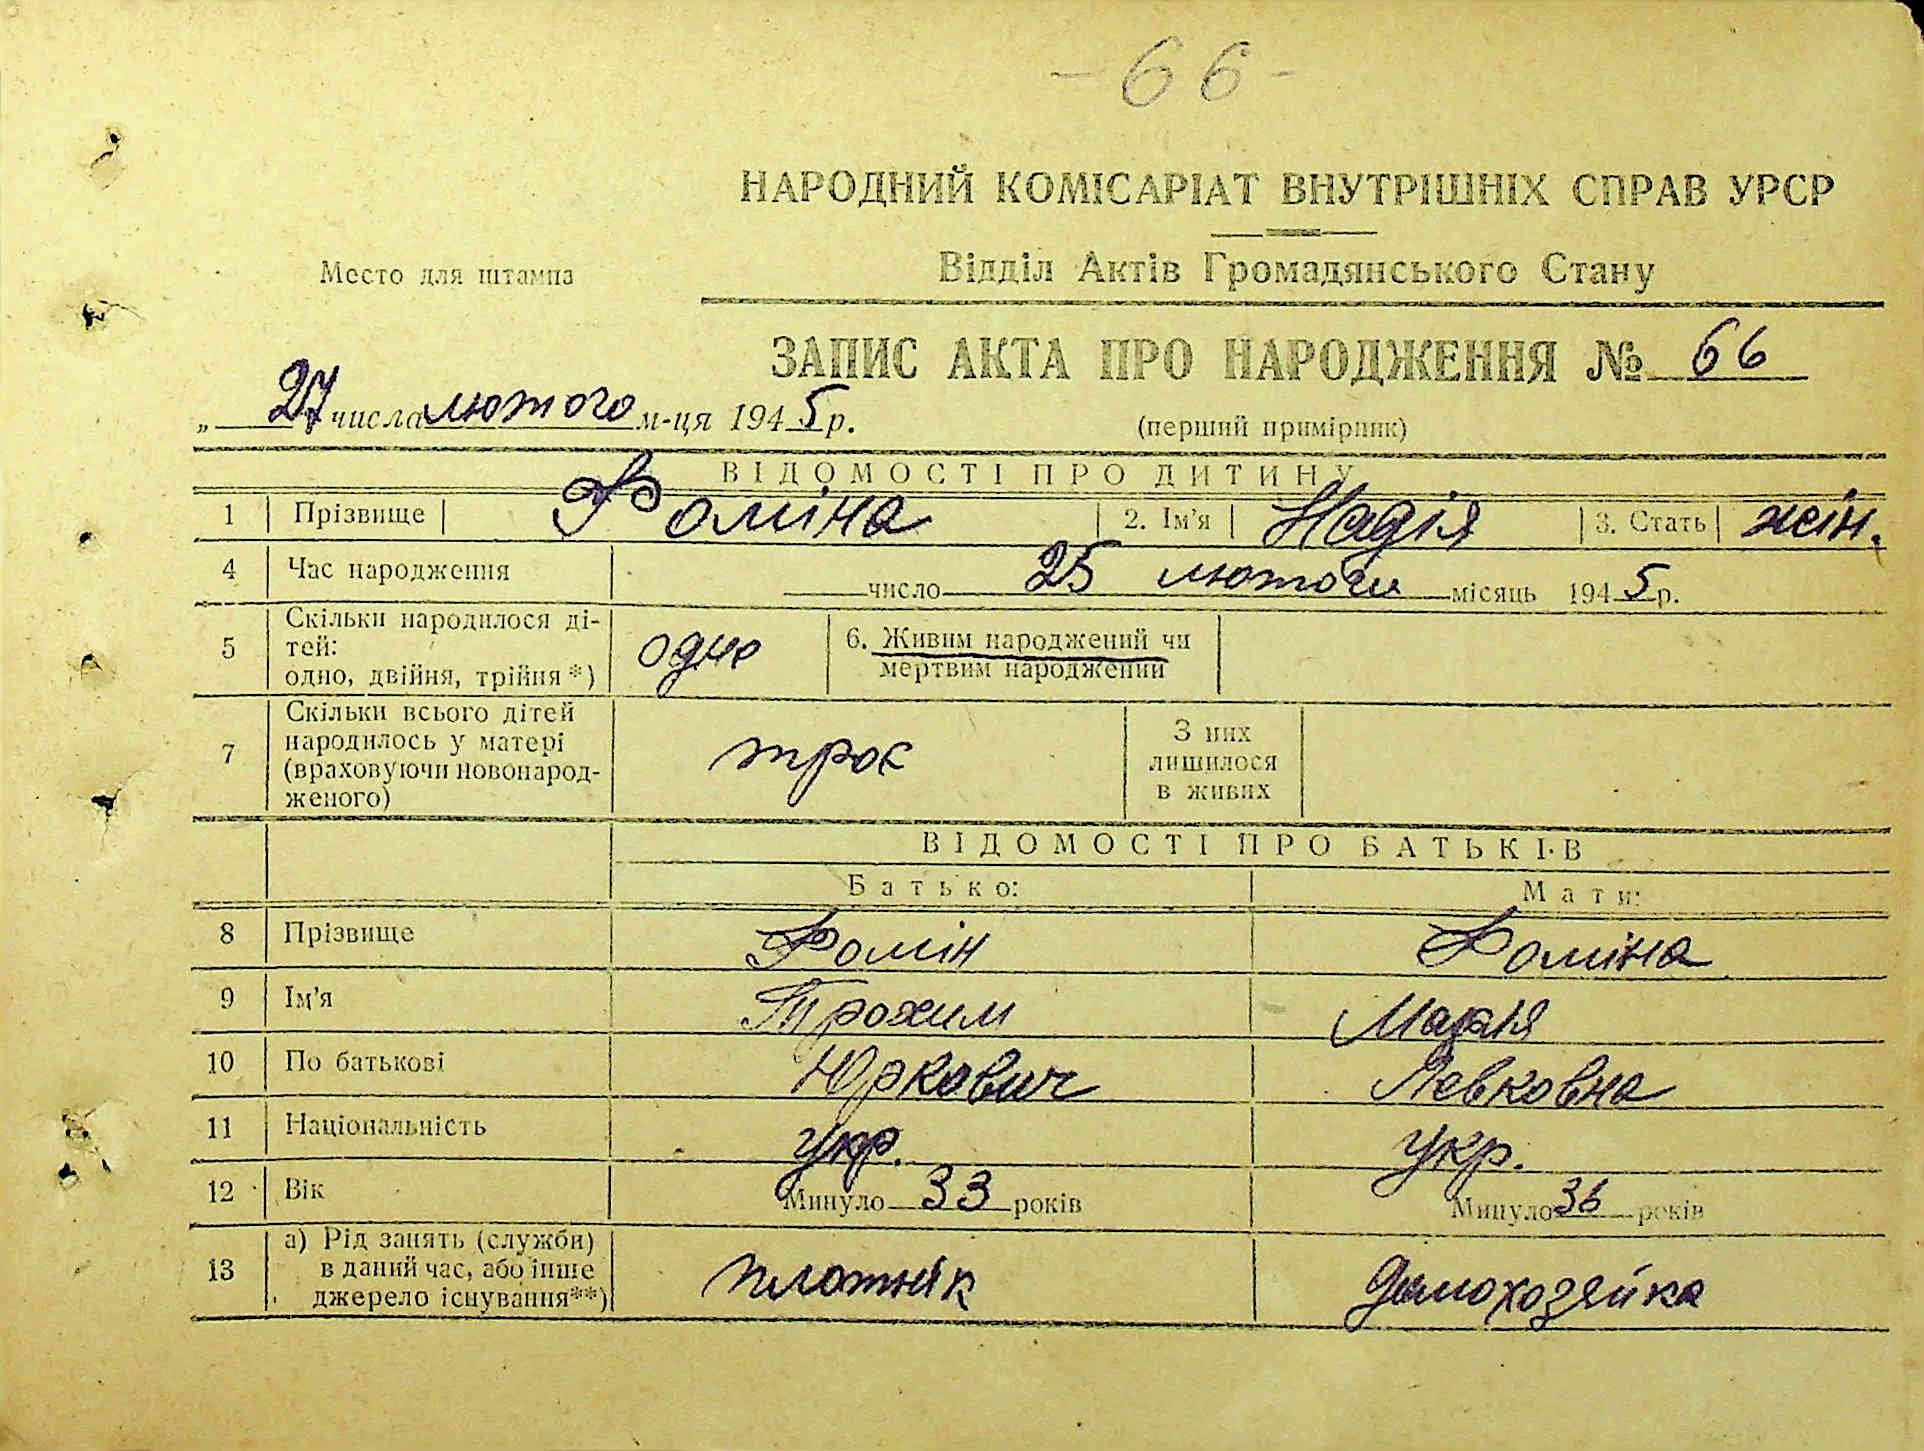 - 66 -
НАРОДНИЙ КОМІСАРІАТ ВНУТРІШНІХ СПРАВ УРСР
Место для штампа
Відділ Актів Громадянського Стану
ЗАПИС АКТА ПРО НАРОДЖЕННЯ № 66
„ 27 числа лютого м-ця 1945 р.
(перший примірник)
ВІДОМОСТІ ПРО ДИТИНУ
1 Прізвище Фоміна 2. Ім'я Надія 3. Стать жін.
4 Час народження число 25 лютого місяць 1945 р.
5 Скільки народилося ді-
тей:
одно, двійня, трійня*) одно
6. Живим народжений чи
мертвим народжений
7 Скільки всього дітей
народилось у матері
(враховуючи новонарод-
женого) троє
З них
лишилося
в живих
ВІДОМОСТІ ПРО БАТЬКІВ
Батько: Мати:
8 Прізвище Фомін Фоміна
9 Ім'я Трохим Марія
10 По батькові Юркович Левковна
11 Національність укр. укр.
12 Вік Минуло 33 років Минуло 36 років
13 а) Рід занять (служби)
в даний час, або інше
джерело існування**) плотнік домохозяйка